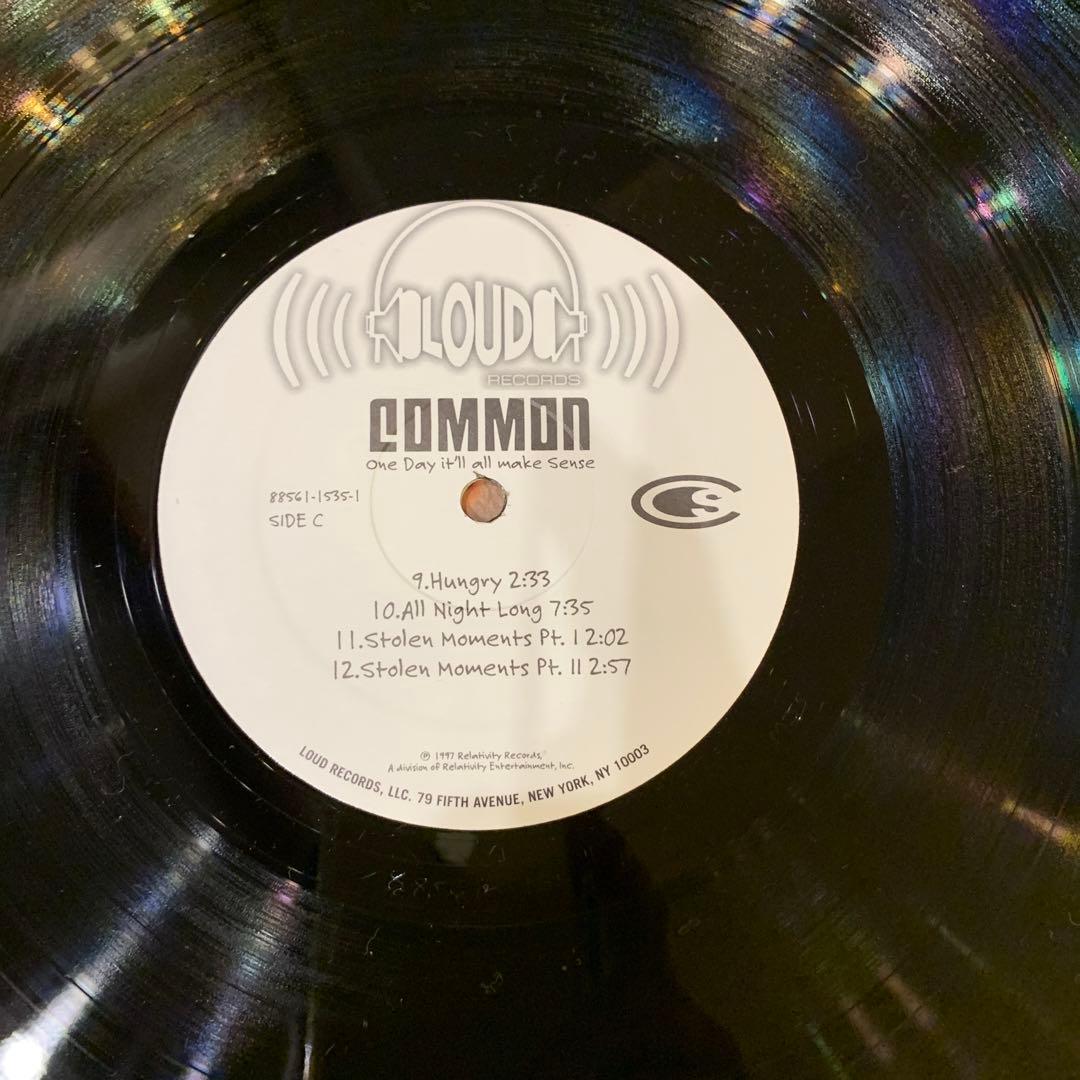 LOUD
RECORDS
COMMON
One Day it'll all make Sense
88561-1535-1
SIDE C
CS
9.Hungry 2:33
10.All Night Long 7:35
11.Stolen Moments Pt. I 2:02
12.Stolen Moments Pt. II 2:57
℗ 1997 Relativity Records,
A division of Relativity Entertainment, Inc.
LOUD RECORDS, LLC. 79 FIFTH AVENUE, NEW YORK, NY 10003